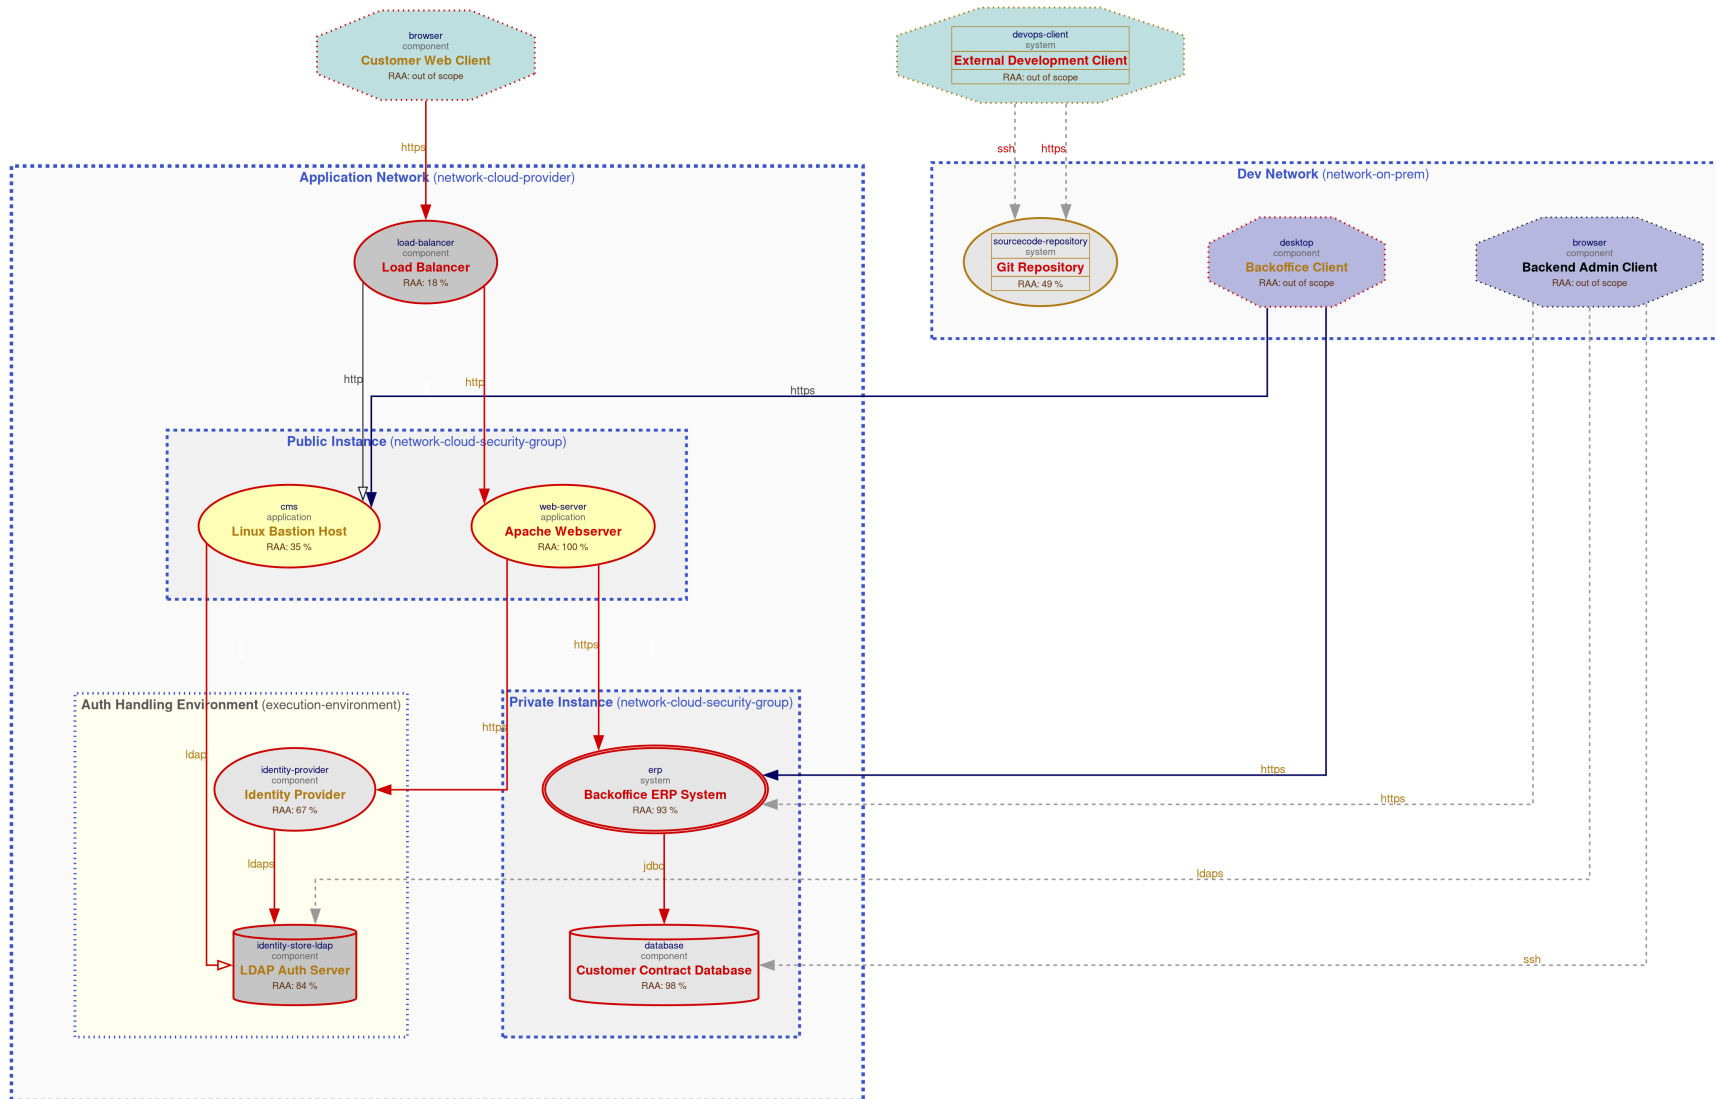 browser
component
Customer Web Client
RAA: out of scope
devops-client
system
External Development Client
RAA: out of scope
https
ssh
https
Application Network (network-cloud-provider)
Dev Network (network-on-prem)
load-balancer
component
Load Balancer
RAA: 18 %
sourcecode-repository
system
Git Repository
RAA: 49 %
desktop
component
Backoffice Client
RAA: out of scope
browser
component
Backend Admin Client
RAA: out of scope
http
http
https
Public Instance (network-cloud-security-group)
cms
application
Linux Bastion Host
RAA: 35 %
web-server
application
Apache Webserver
RAA: 100 %
https
Auth Handling Environment (execution-environment)
Private Instance (network-cloud-security-group)
https
ldap
identity-provider
component
Identity Provider
RAA: 67 %
erp
system
Backoffice ERP System
RAA: 93 %
https
https
ldaps
jdbc
ldaps
identity-store-ldap
component
LDAP Auth Server
RAA: 84 %
database
component
Customer Contract Database
RAA: 98 %
ssh